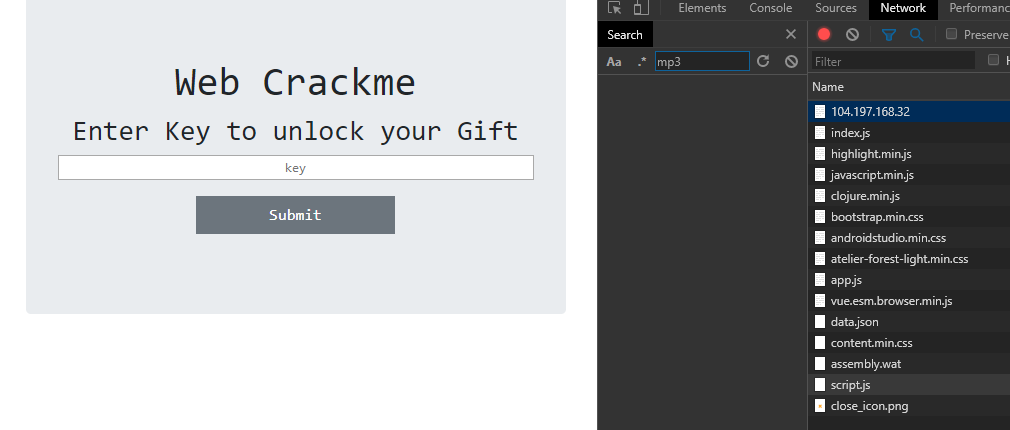 Web Crackme
Enter Key to unlock your Gift
key
Submit
Elements Console Sources Network Performanc
Search
Preserve
Aa .* mp3
Filter
Name
104.197.168.32
index.js
highlight.min.js
javascript.min.js
clojure.min.js
bootstrap.min.css
androidstudio.min.css
atelier-forest-light.min.css
app.js
vue.esm.browser.min.js
data.json
content.min.css
assembly.wat
script.js
close_icon.png